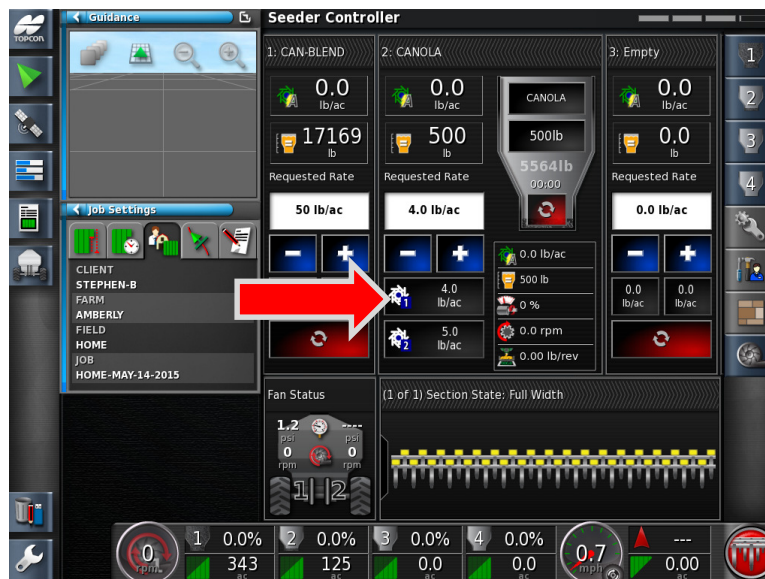 TOPCON
Guidance
Seeder Controller
1: CAN-BLEND
0.0
lb/ac
17169
lb
Requested Rate
50 lb/ac
2: CANOLA
0.0
lb/ac
500
lb
Requested Rate
4.0 lb/ac
1
4.0
lb/ac
2
5.0
lb/ac
CANOLA
500lb
5564lb
00:00
0.0 lb/ac
500 lb
0 %
0.0 rpm
0.00 lb/rev
3: Empty
0.0
lb/ac
0.0
lb
Requested Rate
0.0 lb/ac
0.0 0.0
lb/ac lb/ac
1
2
3
4
Job Settings
CLIENT
STEPHEN-B
FARM
AMBERLY
FIELD
HOME
JOB
HOME-MAY-14-2015
Fan Status
1.2 ----
psi psi
0 0
rpm rpm
1 2
(1 of 1) Section State: Full Width
0
rpm
1 0.0%
343
ac
2 0.0%
125
ac
3 0.0%
0.0
ac
4 0.0%
0.0
ac
0.7
mph
---
0.00
ac